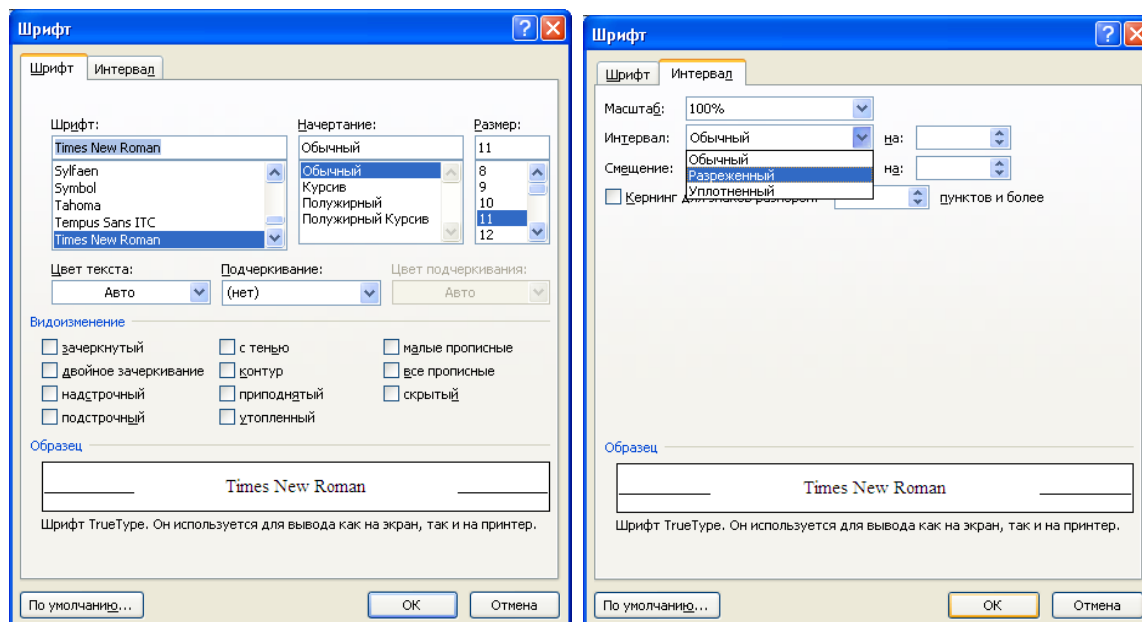 Шрифт
Шрифт Интервал
Шрифт: Начертание: Размер:
Times New Roman Обычный 11
Sylfaen Обычный 8
Symbol Курсив 9
Tahoma Полужирный 10
Tempus Sans ITC Полужирный Курсив 11
Times New Roman 12
Цвет текста: Подчеркивание: Цвет подчеркивания:
Авто (нет) Авто
Видоизменение
зачеркнутый с тенью малые прописные
двойное зачеркивание контур все прописные
надстрочный приподнятый скрытый
подстрочный утопленный
Образец
Times New Roman
Шрифт TrueType. Он используется для вывода как на экран, так и на принтер.
По умолчанию... ОК Отмена
Шрифт
Шрифт Интервал
Масштаб: 100%
Интервал: Обычный на:
Обычный
Смещение: Разреженный на:
Уплотненный
Кернинг для знаков пунктов и более
Образец
Times New Roman
Шрифт TrueType. Он используется для вывода как на экран, так и на принтер.
По умолчанию... ОК Отмена